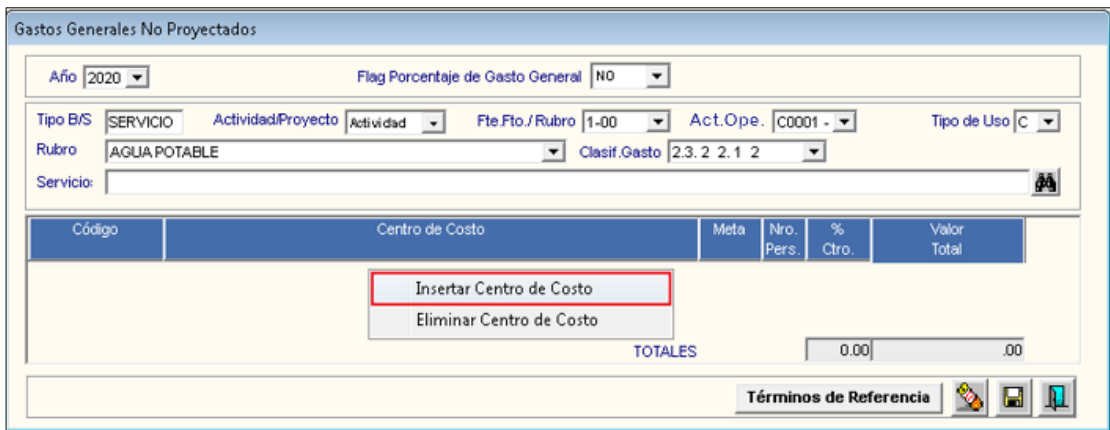 Gastos Generales No Proyectados
Año 2020 Flag Porcentaje de Gasto General NO
Tipo B/S SERVICIO Actividad/Proyecto Actividad Fte.Fto./ Rubro 1-00 Act.Ope. C0001 - Tipo de Uso C
Rubro AGUA POTABLE Clasif.Gasto 2.3. 2 2. 1 2
Servicio:
Código Centro de Costo Meta Nro. Pers. % Ctro. Valor Total
Insertar Centro de Costo
Eliminar Centro de Costo
TOTALES 0.00 .00
Términos de Referencia